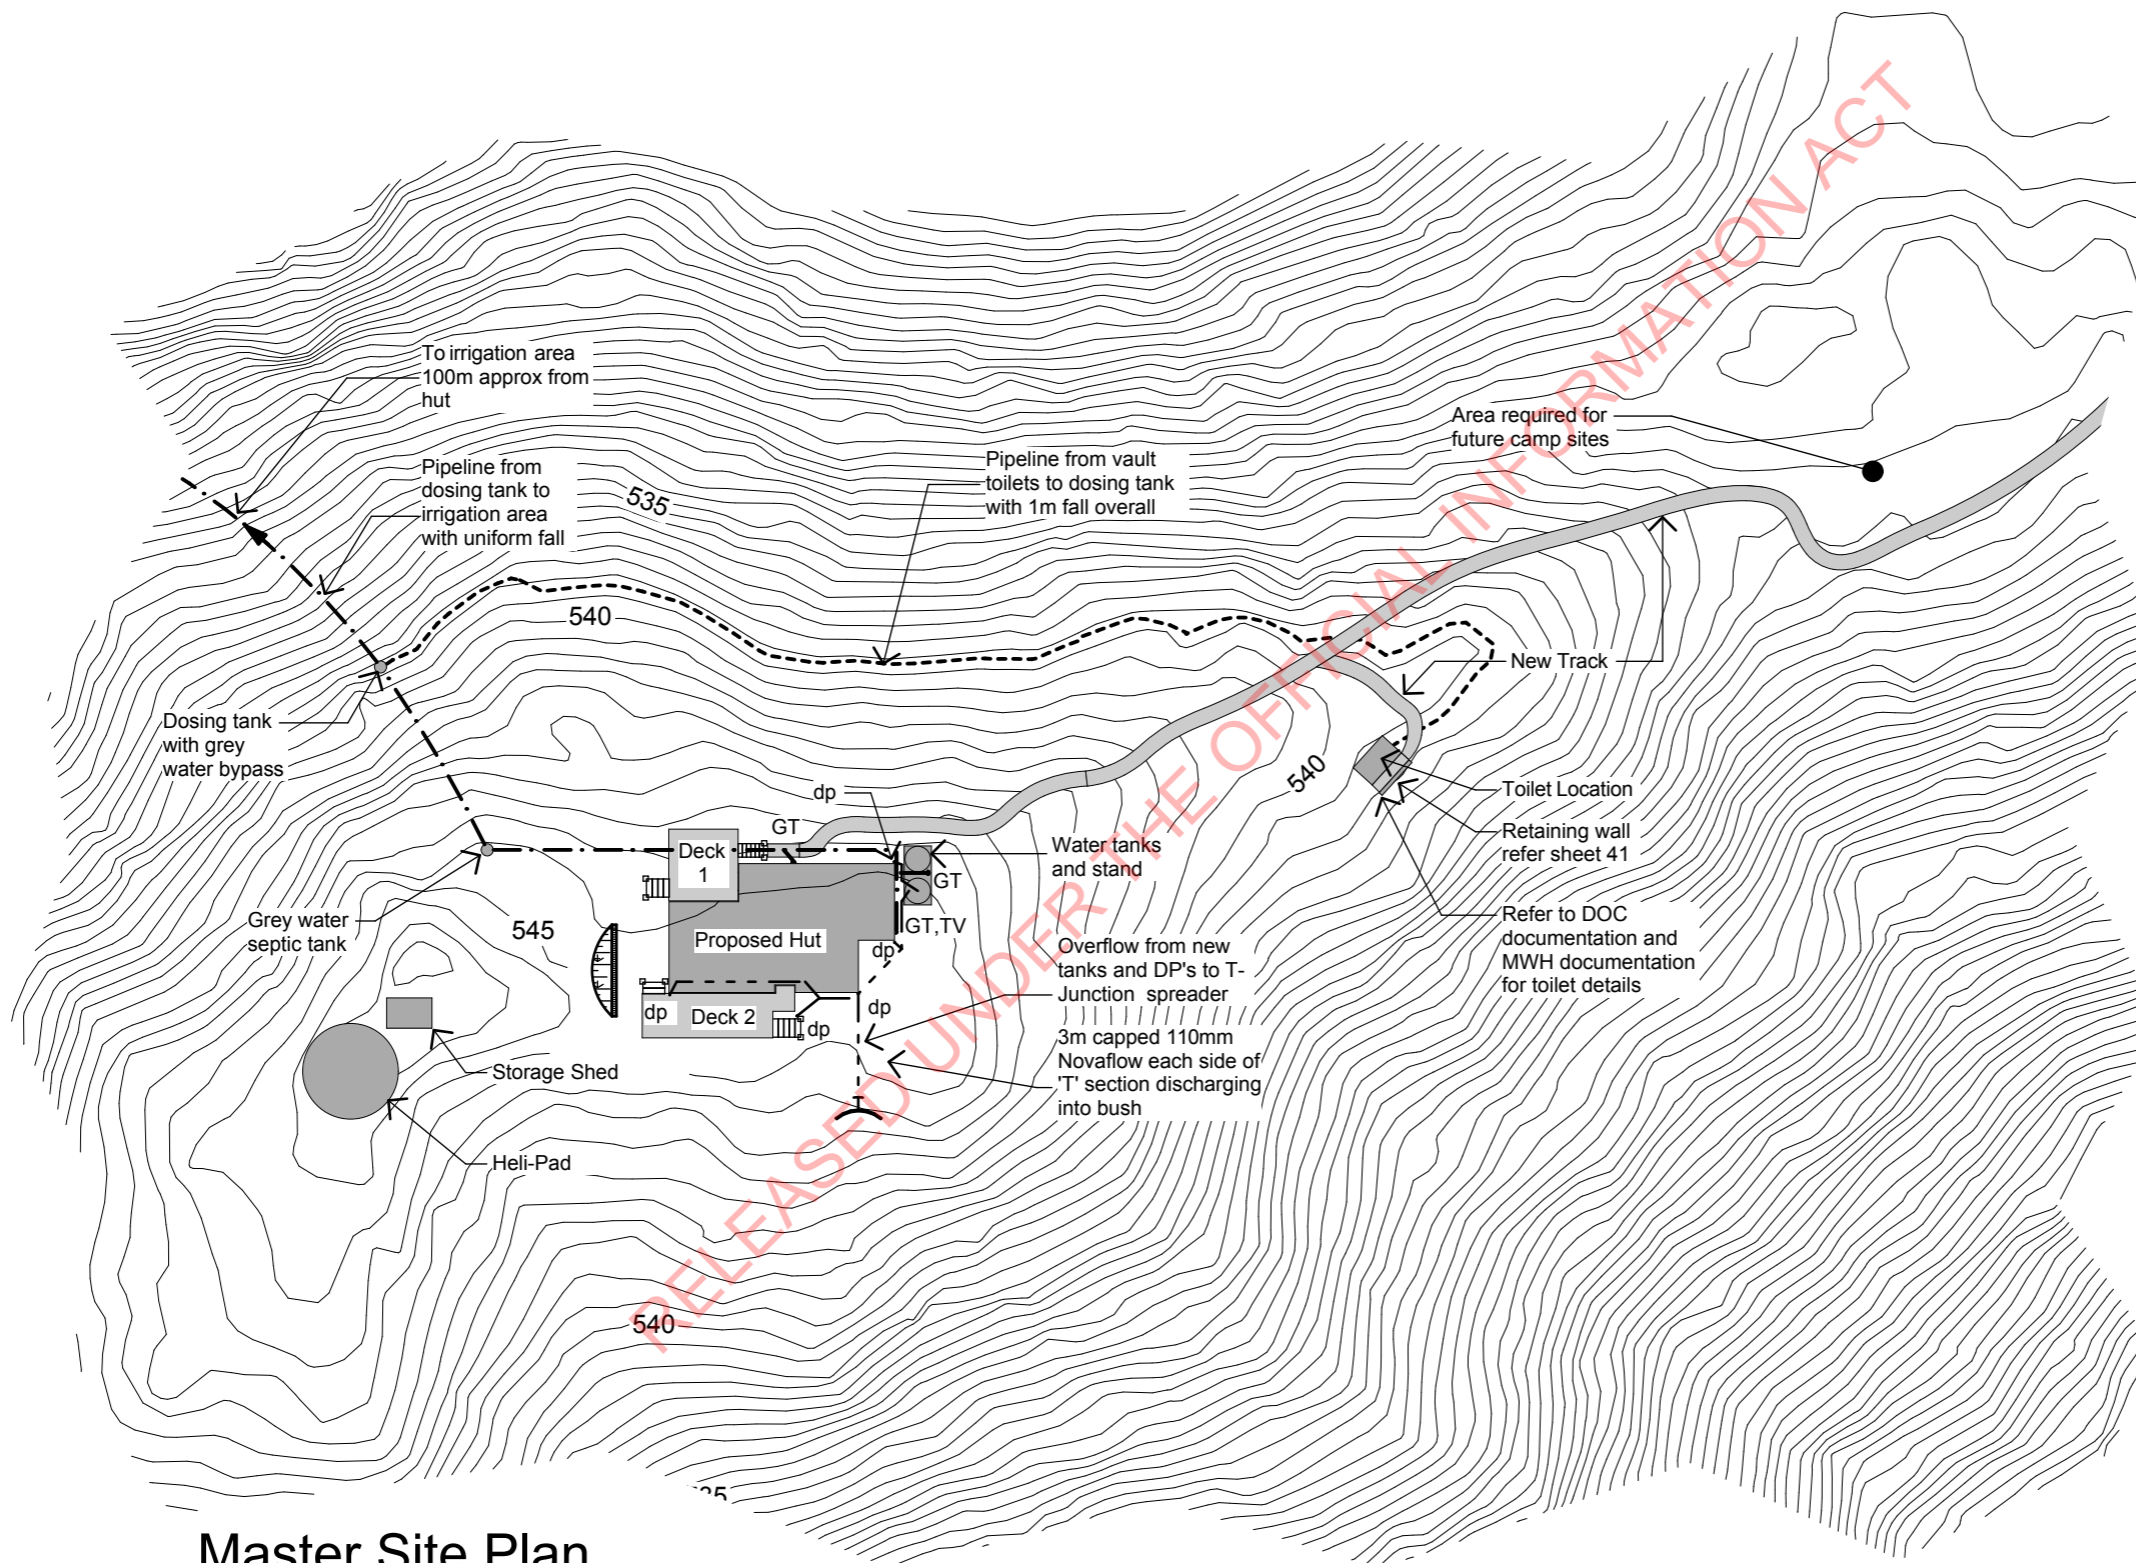 To irrigation area
100m approx from
hut
Pipeline from
dosing tank to
irrigation area
with uniform fall
535
Pipeline from vault
toilets to dosing tank
with 1m fall overall
Area required for
future camp sites
540
New Track
Dosing tank
with grey
water bypass
540
dp
GT
Deck
1
Water tanks
and stand
GT
Toilet Location
Retaining wall
refer sheet 41
Grey water
septic tank
545
Proposed Hut
GT,TV
dp
Overflow from new
tanks and DP's to T-
Junction spreader
Refer to DOC
documentation and
MWH documentation
for toilet details
dp
Deck 2
dp
dp
3m capped 110mm
Novaflow each side of
'T' section discharging
into bush
Storage Shed
T
Heli-Pad
540
RELEASED UNDER THE OFFICIAL INFORMATION ACT
Master Site Plan